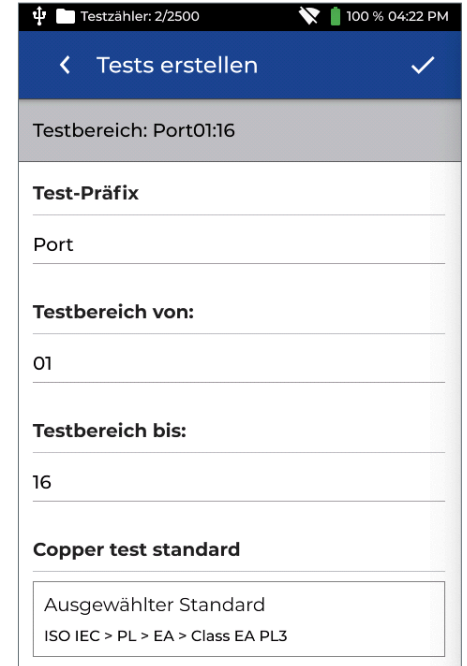 Testzähler: 2/2500 100 % 04:22 PM
Tests erstellen
Testbereich: Port01:16
Test-Präfix
Port
Testbereich von:
01
Testbereich bis:
16
Copper test standard
Ausgewählter Standard
ISO IEC > PL > EA > Class EA PL3